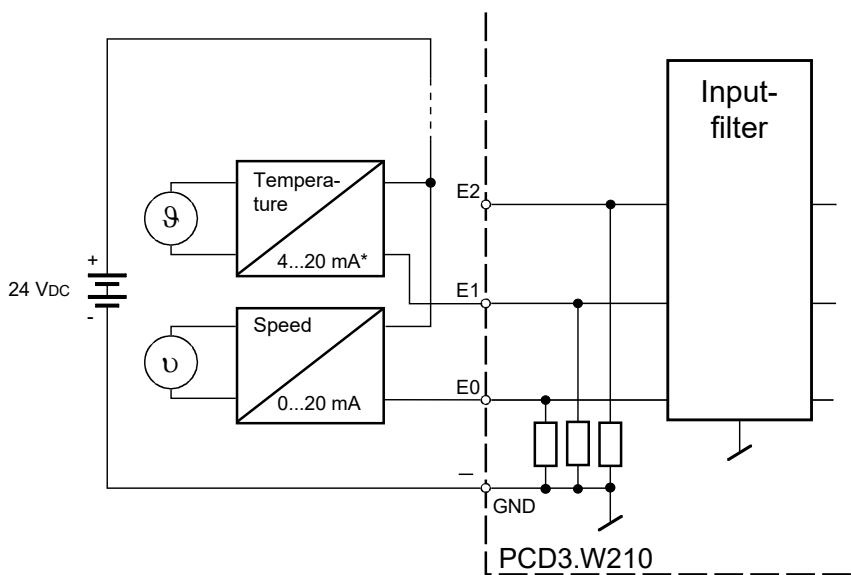 Input-
filter
Tempera-
ture
E2
ϑ
4...20 mA*
+
24 VDC
-
E1
Speed
υ
E0
0...20 mA
–
GND
PCD3.W210